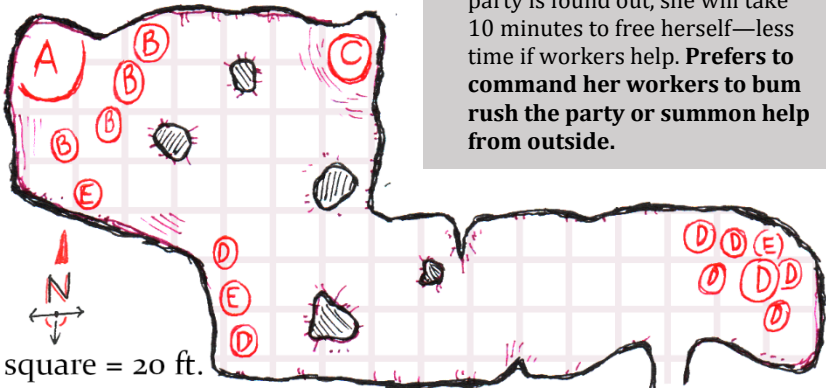 party is found out, she will take
10 minutes to free herself—less
time if workers help. Prefers to
command her workers to bum
rush the party or summon help
from outside.
A
B
B
B
B
C
E
D
E
D
D
D
(E)
D
D
D
D
N
square = 20 ft.